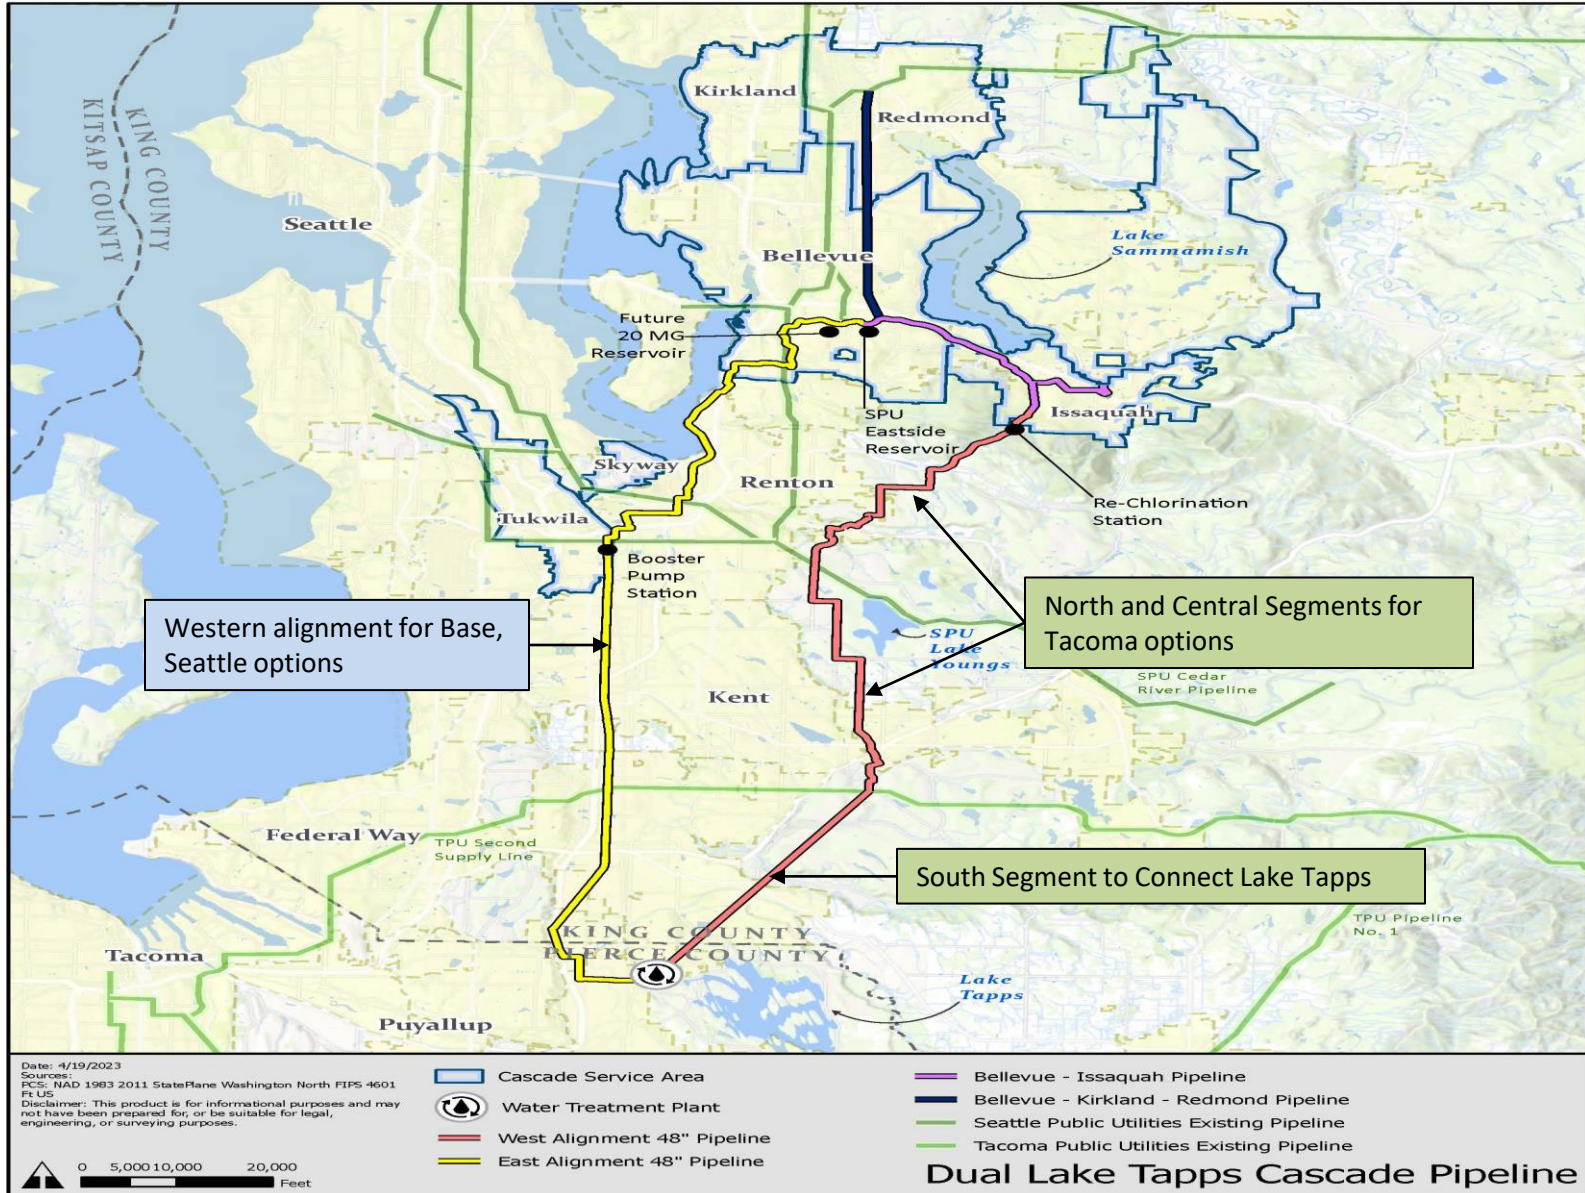 Kirkland
Redmond
KING COUNTY
KITSAP COUNTY
Seattle
Lake
Sammamish
Bellevue
Future
20 MG
Reservoir
SPU
Eastside
Reservoir
Issaquah
Skyway
Renton
Re-Chlorination
Station
Tukwila
Booster
Pump
Station
Western alignment for Base,
Seattle options
North and Central Segments for
Tacoma options
SPU
Lake
Youngs
SPU Cedar
River Pipeline
Kent
Federal Way
TPU Second
Supply Line
South Segment to Connect Lake Tapps
TPU Pipeline
No. 1
KING COUNTY
PIERCE COUNTY
Tacoma
Lake
Tapps
Puyallup
Date: 4/19/2023
Sources:
PCS: NAD 1983 2011 StatePlane Washington North FIPS 4601
Ft US
Disclaimer: This product is for informational purposes and may
not have been prepared for, or be suitable for legal,
engineering, or surveying purposes.
0 5,000 10,000 20,000
Feet
Cascade Service Area
Water Treatment Plant
West Alignment 48" Pipeline
East Alignment 48" Pipeline
Bellevue - Issaquah Pipeline
Bellevue - Kirkland - Redmond Pipeline
Seattle Public Utilities Existing Pipeline
Tacoma Public Utilities Existing Pipeline
Dual Lake Tapps Cascade Pipeline